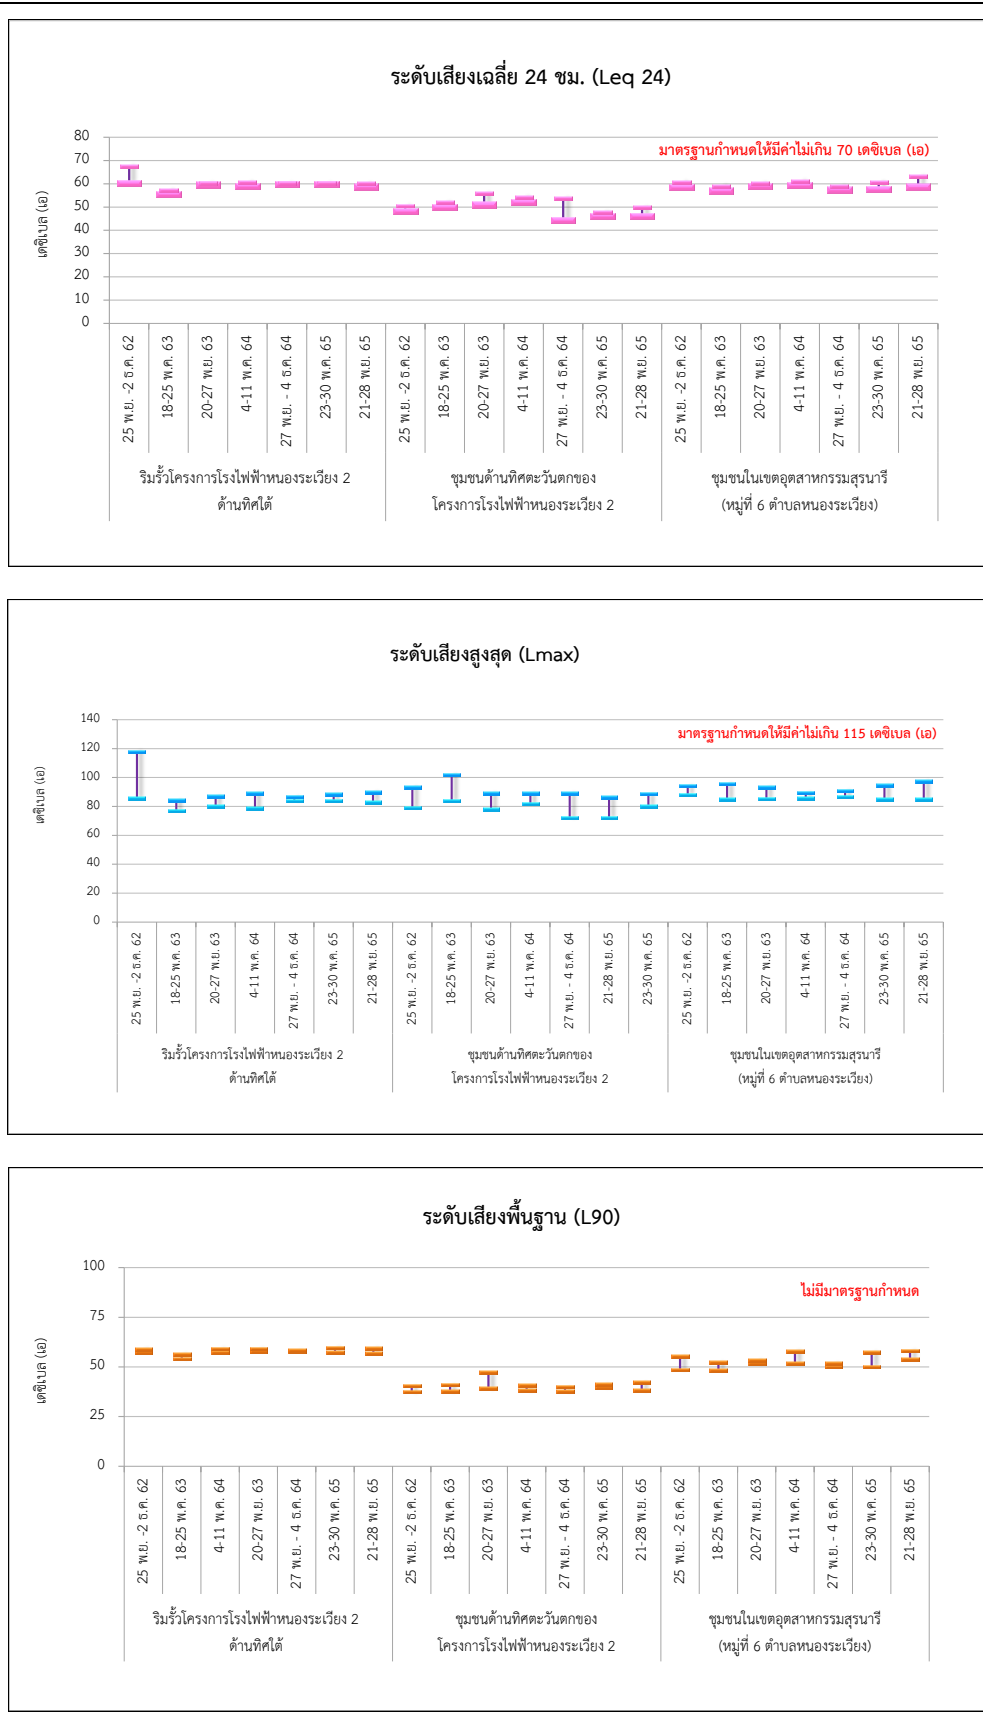 ระดับเสียงเฉลี่ย 24 ชม. (Leq 24)
มาตรฐานกำหนดให้มีค่าไม่เกิน 70 เดซิเบล (เอ)
เดซิเบล (เอ)
80
70
60
50
40
30
20
10
0
25 พ.ย. -2 ธ.ค. 62
18-25 พ.ค. 63
20-27 พ.ย. 63
4-11 พ.ค. 64
27 พ.ย. - 4 ธ.ค. 64
23-30 พ.ค. 65
21-28 พ.ย. 65
25 พ.ย. -2 ธ.ค. 62
18-25 พ.ค. 63
20-27 พ.ย. 63
4-11 พ.ค. 64
27 พ.ย. - 4 ธ.ค. 64
23-30 พ.ค. 65
21-28 พ.ย. 65
25 พ.ย. -2 ธ.ค. 62
18-25 พ.ค. 63
20-27 พ.ย. 63
4-11 พ.ค. 64
27 พ.ย. - 4 ธ.ค. 64
23-30 พ.ค. 65
21-28 พ.ย. 65
ริมรั้วโครงการโรงไฟฟ้าหนองระเวียง 2
ด้านทิศใต้
ชุมชนด้านทิศตะวันตกของ
โครงการโรงไฟฟ้าหนองระเวียง 2
ชุมชนในเขตอุตสาหกรรมสุรนารี
(หมู่ที่ 6 ตำบลหนองระเวียง)
ระดับเสียงสูงสุด (Lmax)
มาตรฐานกำหนดให้มีค่าไม่เกิน 115 เดซิเบล (เอ)
เดซิเบล (เอ)
140
120
100
80
60
40
20
0
25 พ.ย. -2 ธ.ค. 62
18-25 พ.ค. 63
20-27 พ.ย. 63
4-11 พ.ค. 64
27 พ.ย. - 4 ธ.ค. 64
23-30 พ.ค. 65
21-28 พ.ย. 65
25 พ.ย. -2 ธ.ค. 62
18-25 พ.ค. 63
20-27 พ.ย. 63
4-11 พ.ค. 64
27 พ.ย. - 4 ธ.ค. 64
21-28 พ.ย. 65
23-30 พ.ค. 65
25 พ.ย. -2 ธ.ค. 62
18-25 พ.ค. 63
20-27 พ.ย. 63
4-11 พ.ค. 64
27 พ.ย. - 4 ธ.ค. 64
23-30 พ.ค. 65
21-28 พ.ย. 65
ริมรั้วโครงการโรงไฟฟ้าหนองระเวียง 2
ด้านทิศใต้
ชุมชนด้านทิศตะวันตกของ
โครงการโรงไฟฟ้าหนองระเวียง 2
ชุมชนในเขตอุตสาหกรรมสุรนารี
(หมู่ที่ 6 ตำบลหนองระเวียง)
ระดับเสียงพื้นฐาน (L90)
ไม่มีมาตรฐานกำหนด
เดซิเบล (เอ)
100
75
50
25
0
25 พ.ย. -2 ธ.ค. 62
18-25 พ.ค. 63
4-11 พ.ค. 64
20-27 พ.ย. 63
27 พ.ย. - 4 ธ.ค. 64
23-30 พ.ค. 65
21-28 พ.ย. 65
25 พ.ย. -2 ธ.ค. 62
18-25 พ.ค. 63
20-27 พ.ย. 63
4-11 พ.ค. 64
27 พ.ย. - 4 ธ.ค. 64
23-30 พ.ค. 65
21-28 พ.ย. 65
25 พ.ย. -2 ธ.ค. 62
18-25 พ.ค. 63
20-27 พ.ย. 63
4-11 พ.ค. 64
27 พ.ย. - 4 ธ.ค. 64
23-30 พ.ค. 65
21-28 พ.ย. 65
ริมรั้วโครงการโรงไฟฟ้าหนองระเวียง 2
ด้านทิศใต้
ชุมชนด้านทิศตะวันตกของ
โครงการโรงไฟฟ้าหนองระเวียง 2
ชุมชนในเขตอุตสาหกรรมสุรนารี
(หมู่ที่ 6 ตำบลหนองระเวียง)